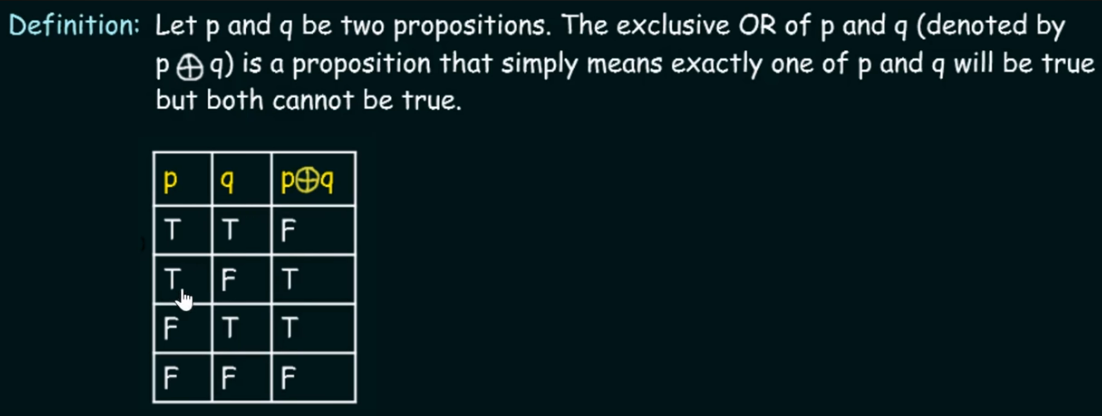 Definition: Let p and q be two propositions. The exclusive OR of p and q (denoted by
p ⊕ q) is a proposition that simply means exactly one of p and q will be true
but both cannot be true.
p q p⊕q
T T F
T F T
F T T
F F F